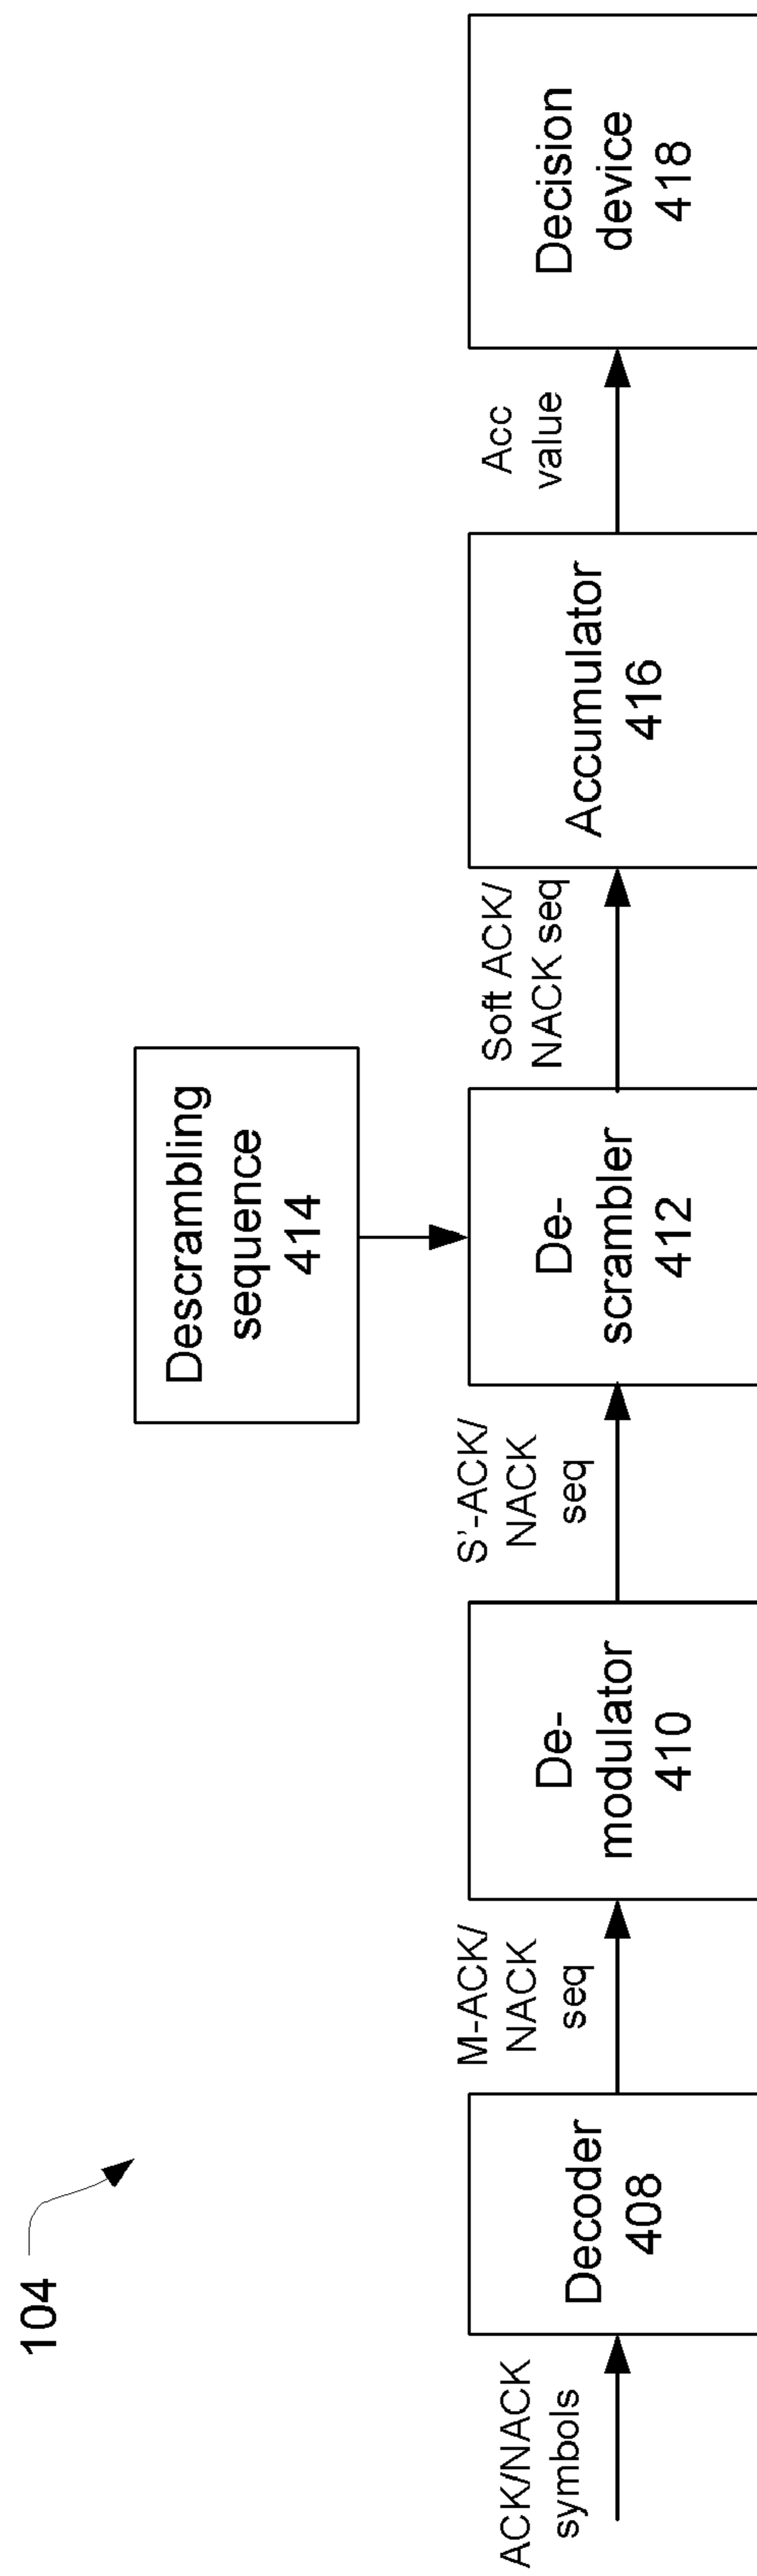 104
ACK/NACK
symbols
Decoder
408
M-ACK/
NACK
seq
De-
modulator
410
S'-ACK/
NACK
seq
Descrambling
sequence
414
De-
scrambler
412
Soft ACK/
NACK seq
Accumulator
416
Acc
value
Decision
device
418